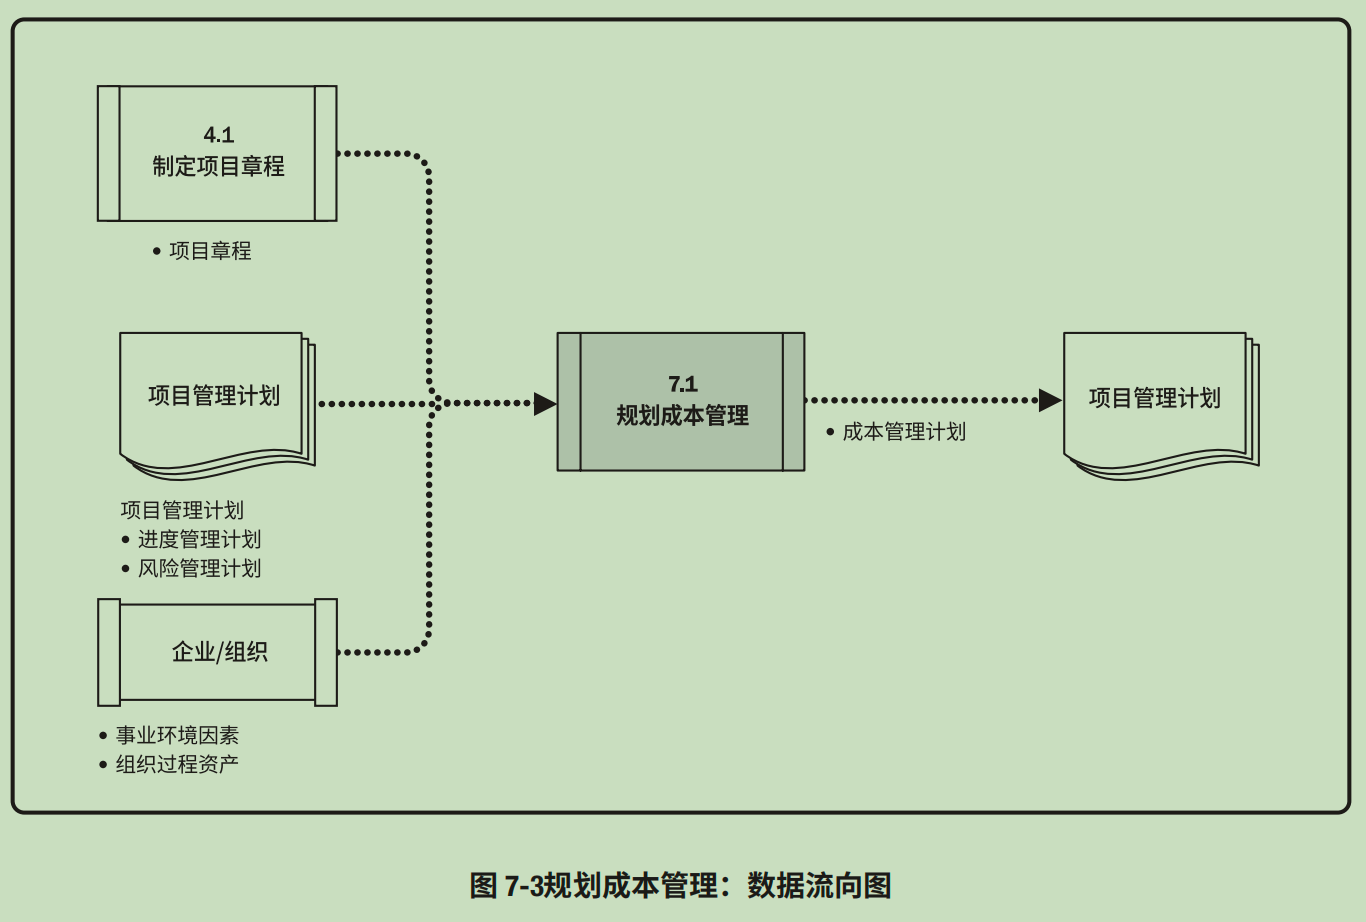 4.1
制定项目章程
• 项目章程
项目管理计划
项目管理计划
• 进度管理计划
• 风险管理计划
企业/组织
• 事业环境因素
• 组织过程资产
7.1
规划成本管理
• 成本管理计划
项目管理计划
图 7-3规划成本管理：数据流向图